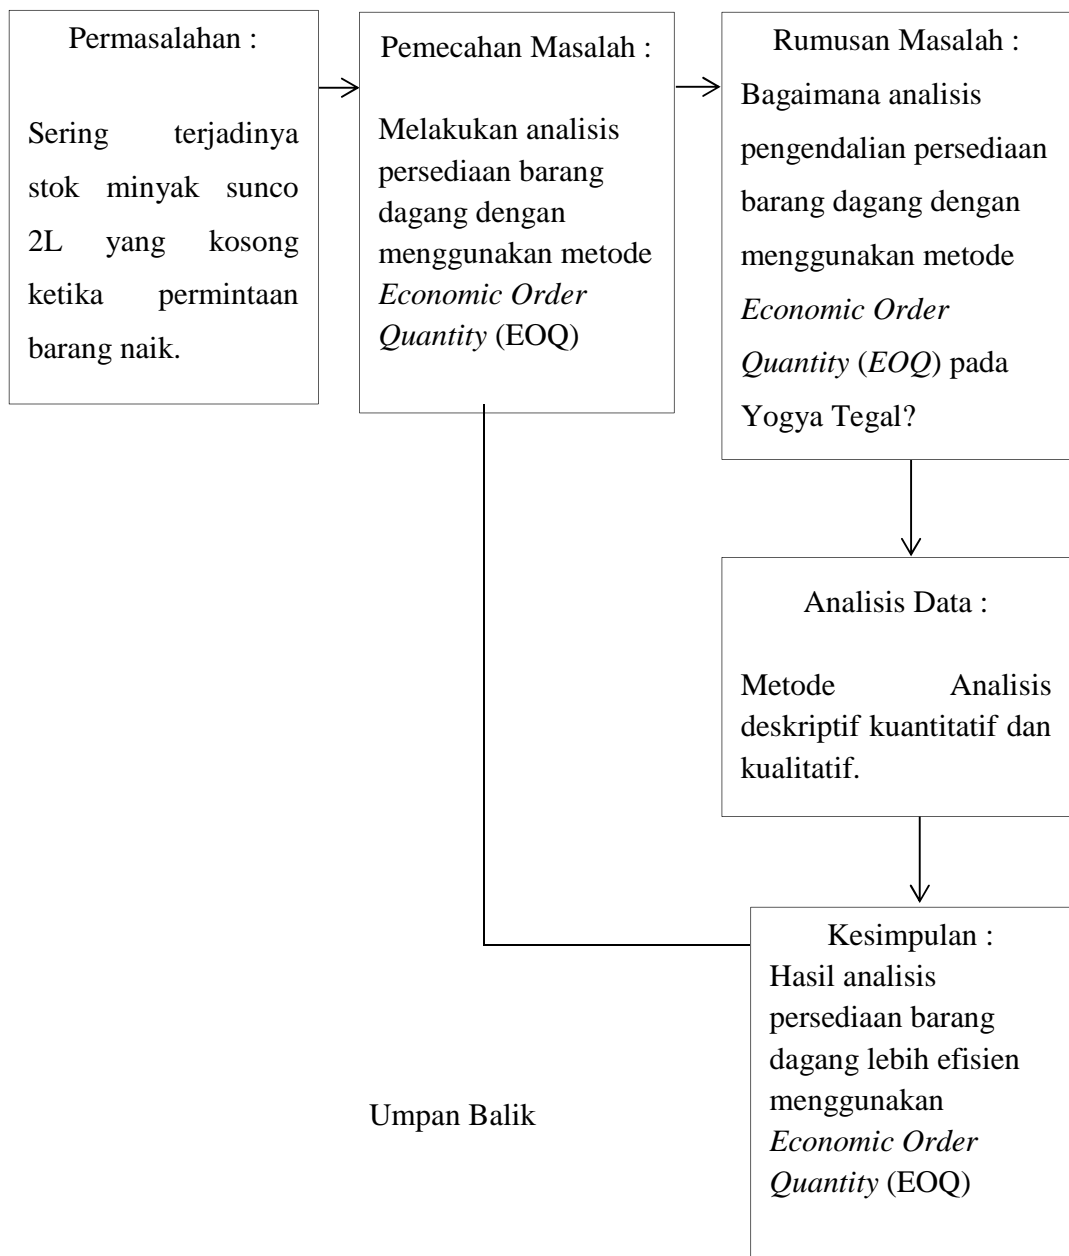 Permasalahan :
Sering terjadinya
stok minyak sunco
2L yang kosong
ketika permintaan
barang naik.
Pemecahan Masalah :
Melakukan analisis
persediaan barang
dagang dengan
menggunakan metode
Economic Order
Quantity (EOQ)
Rumusan Masalah :
Bagaimana analisis
pengendalian persediaan
barang dagang dengan
menggunakan metode
Economic Order
Quantity (EOQ) pada
Yogya Tegal?
Analisis Data :
Metode Analisis
deskriptif kuantitatif dan
kualitatif.
Kesimpulan :
Hasil analisis
persediaan barang
dagang lebih efisien
menggunakan
Economic Order
Quantity (EOQ)
Umpan Balik